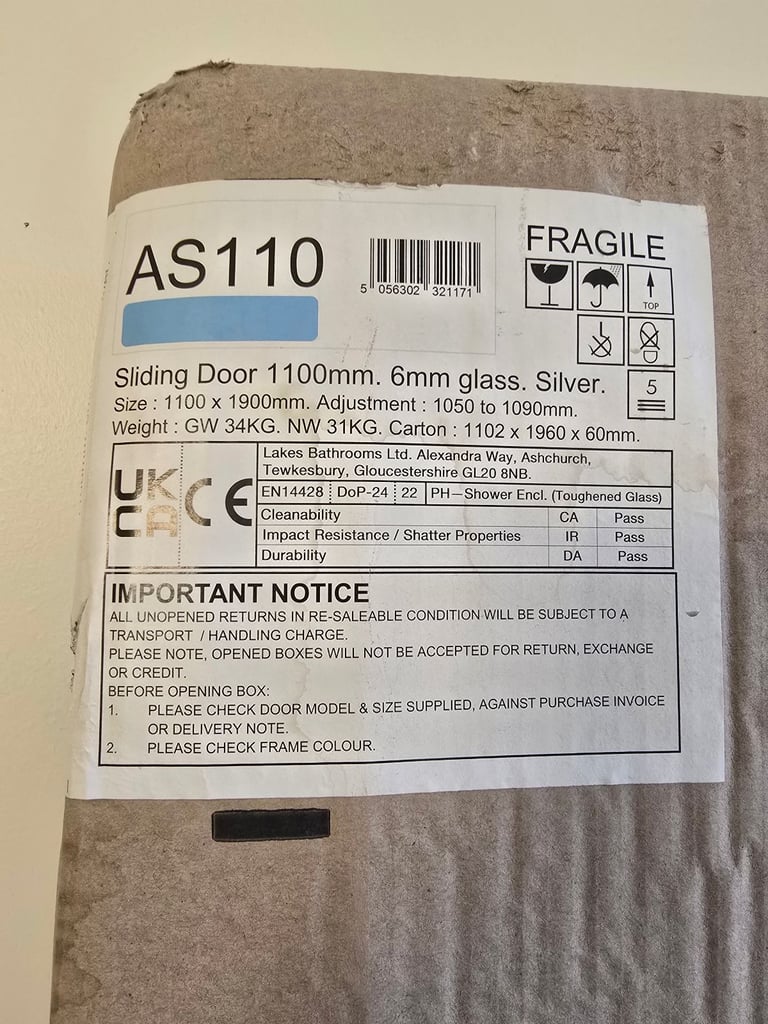 AS110
5 056302 321171
FRAGILE
TOP
5
Sliding Door 1100mm. 6mm glass. Silver.
Size : 1100 x 1900mm. Adjustment : 1050 to 1090mm.
Weight : GW 34KG. NW 31KG. Carton : 1102 x 1960 x 60mm.
UK
CA
CE
Lakes Bathrooms Ltd. Alexandra Way, Ashchurch,
Tewkesbury, Gloucestershire GL20 8NB.
EN14428 DoP-24 22 PH—Shower Encl. (Toughened Glass)
Cleanability CA Pass
Impact Resistance / Shatter Properties IR Pass
Durability DA Pass
IMPORTANT NOTICE
ALL UNOPENED RETURNS IN RE-SALEABLE CONDITION WILL BE SUBJECT TO A
TRANSPORT / HANDLING CHARGE.
PLEASE NOTE, OPENED BOXES WILL NOT BE ACCEPTED FOR RETURN, EXCHANGE
OR CREDIT.
BEFORE OPENING BOX:
1. PLEASE CHECK DOOR MODEL & SIZE SUPPLIED, AGAINST PURCHASE INVOICE
OR DELIVERY NOTE.
2. PLEASE CHECK FRAME COLOUR.